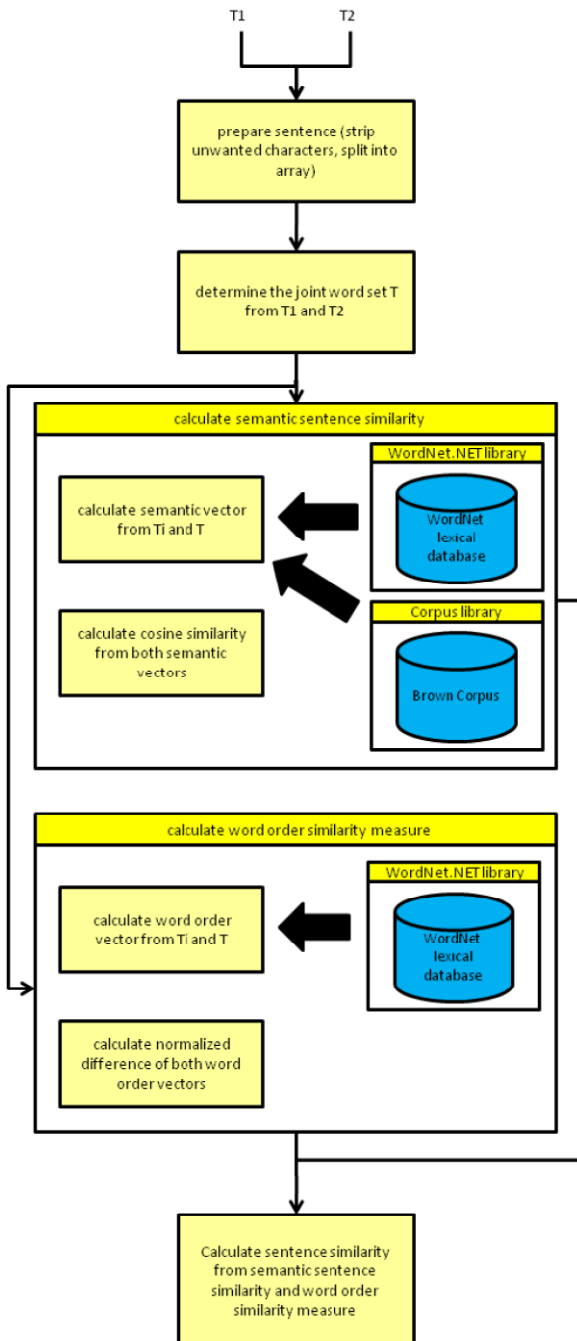 T1
T2
prepare sentence (strip
unwanted characters, split into
array)
determine the joint word set T
from T1 and T2
calculate semantic sentence similarity
WordNet.NET library
calculate semantic vector
from Ti and T
WordNet
lexical
database
calculate cosine similarity
from both semantic
vectors
Corpus library
Brown Corpus
calculate word order similarity measure
WordNet.NET library
calculate word order
vector from Ti and T
WordNet
lexical
database
calculate normalized
difference of both word
order vectors
Calculate sentence similarity
from semantic sentence
similarity and word order
similarity measure